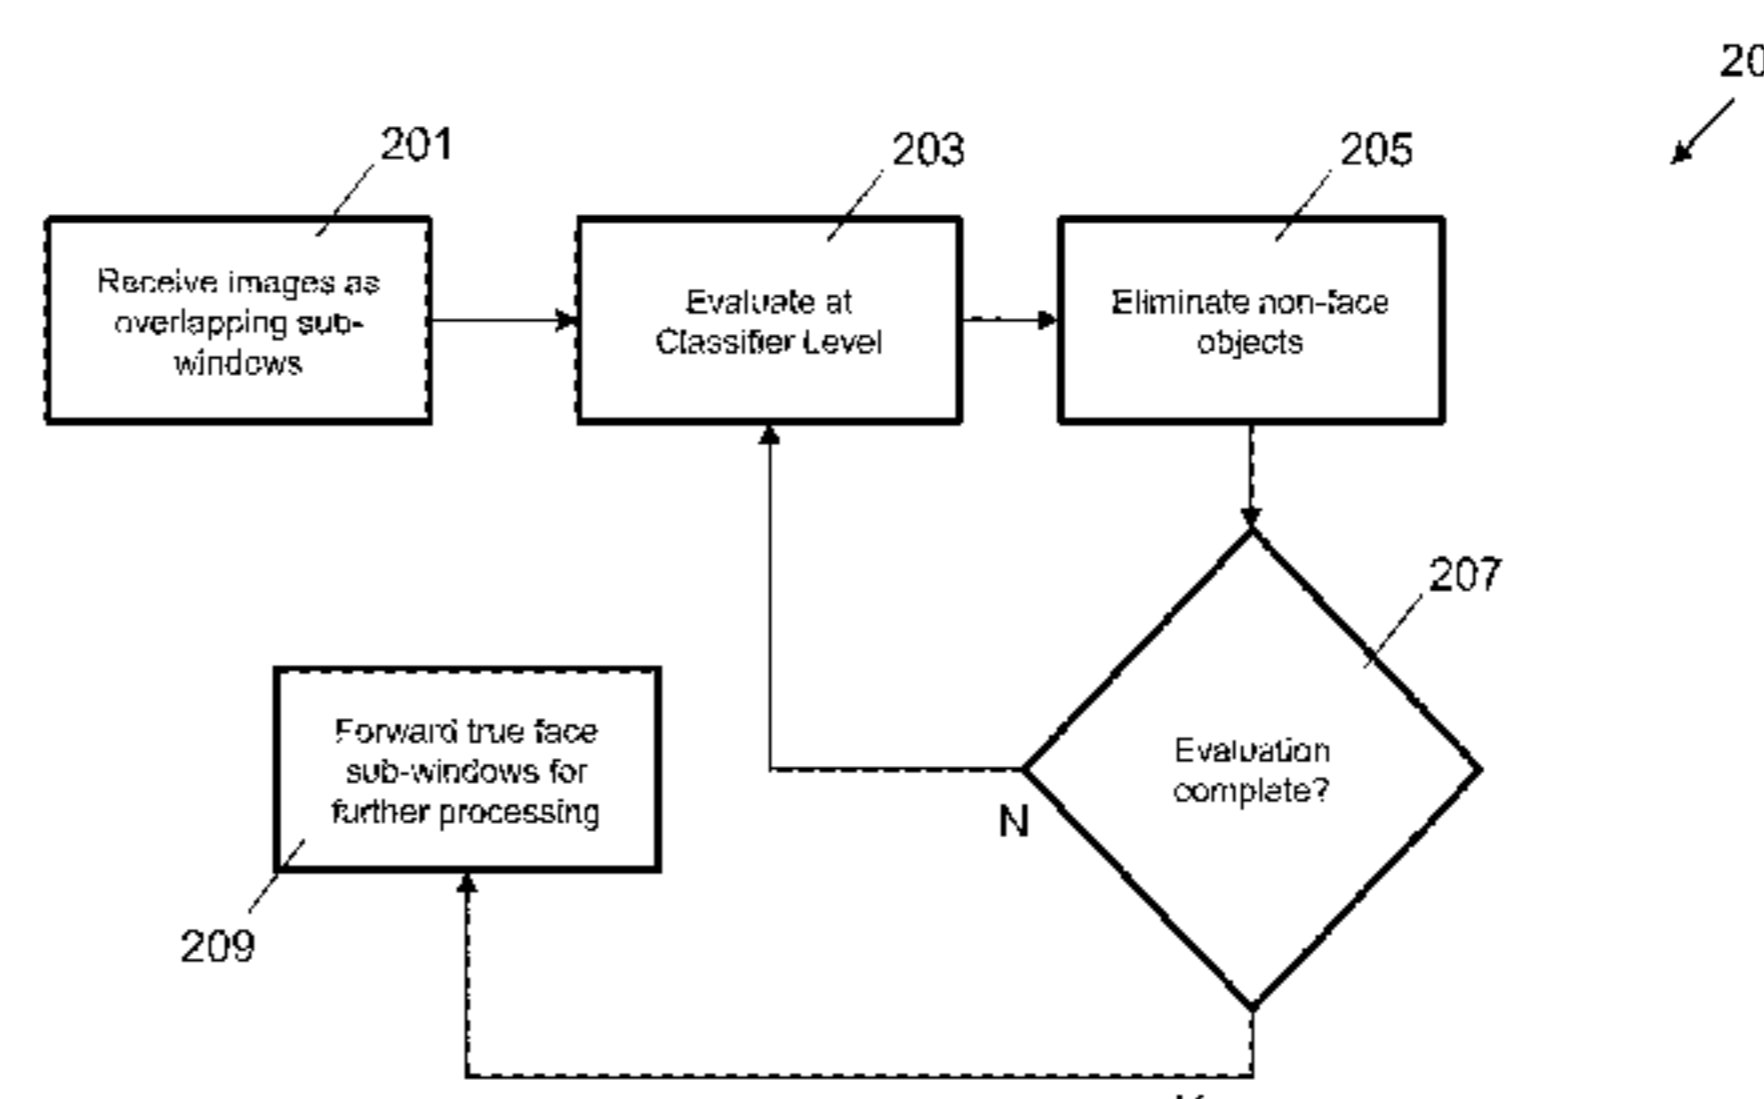 20
201
203
205
Receive images as
overlapping sub-
windows
Evaluate at
Classifier Level
Eliminate non-face
objects
207
Evaluation
complete?
Forward true face
sub-windows for
further processing
N
209